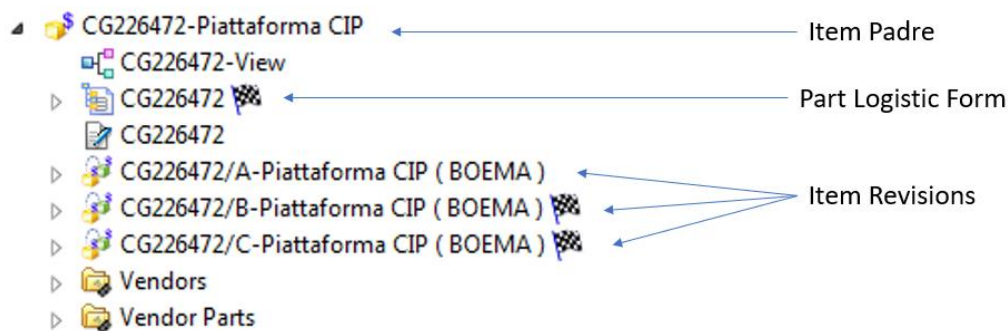 CG226472-Piattaforma CIP
Item Padre
CG226472-View
CG226472
Part Logistic Form
CG226472
CG226472/A-Piattaforma CIP ( BOEMA )
CG226472/B-Piattaforma CIP ( BOEMA )
Item Revisions
CG226472/C-Piattaforma CIP ( BOEMA )
Vendors
Vendor Parts